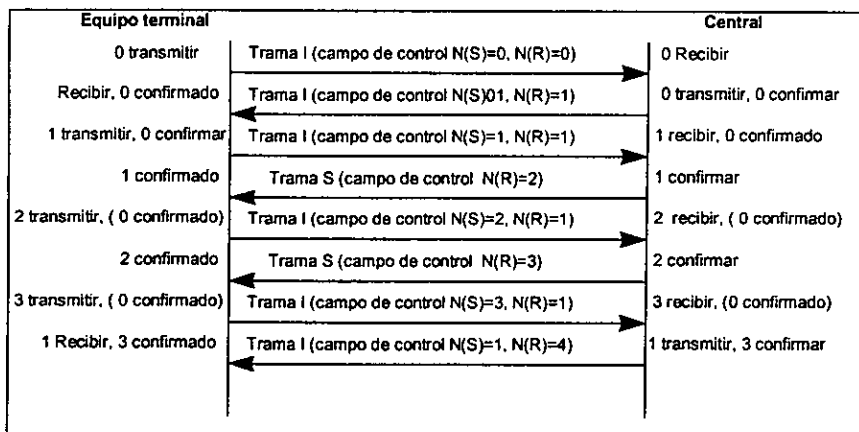 Equipo terminal Central
0 transmitir Trama I (campo de control N(S)=0, N(R)=0) 0 Recibir
Recibir, 0 confirmado Trama I (campo de control N(S)01, N(R)=1) 0 transmitir, 0 confirmar
1 transmitir, 0 confirmar Trama I (campo de control N(S)=1, N(R)=1) 1 recibir, 0 confirmado
1 confirmado Trama S (campo de control N(R)=2) 1 confirmar
2 transmitir, ( 0 confirmado) Trama I (campo de control N(S)=2, N(R)=1) 2 recibir, ( 0 confirmado)
2 confirmado Trama S (campo de control N(R)=3) 2 confirmar
3 transmitir, ( 0 confirmado) Trama I (campo de control N(S)=3, N(R)=1) 3 recibir, (0 confirmado)
1 Recibir, 3 confirmado Trama I (campo de control N(S)=1, N(R)=4) 1 transmitir, 3 confirmar